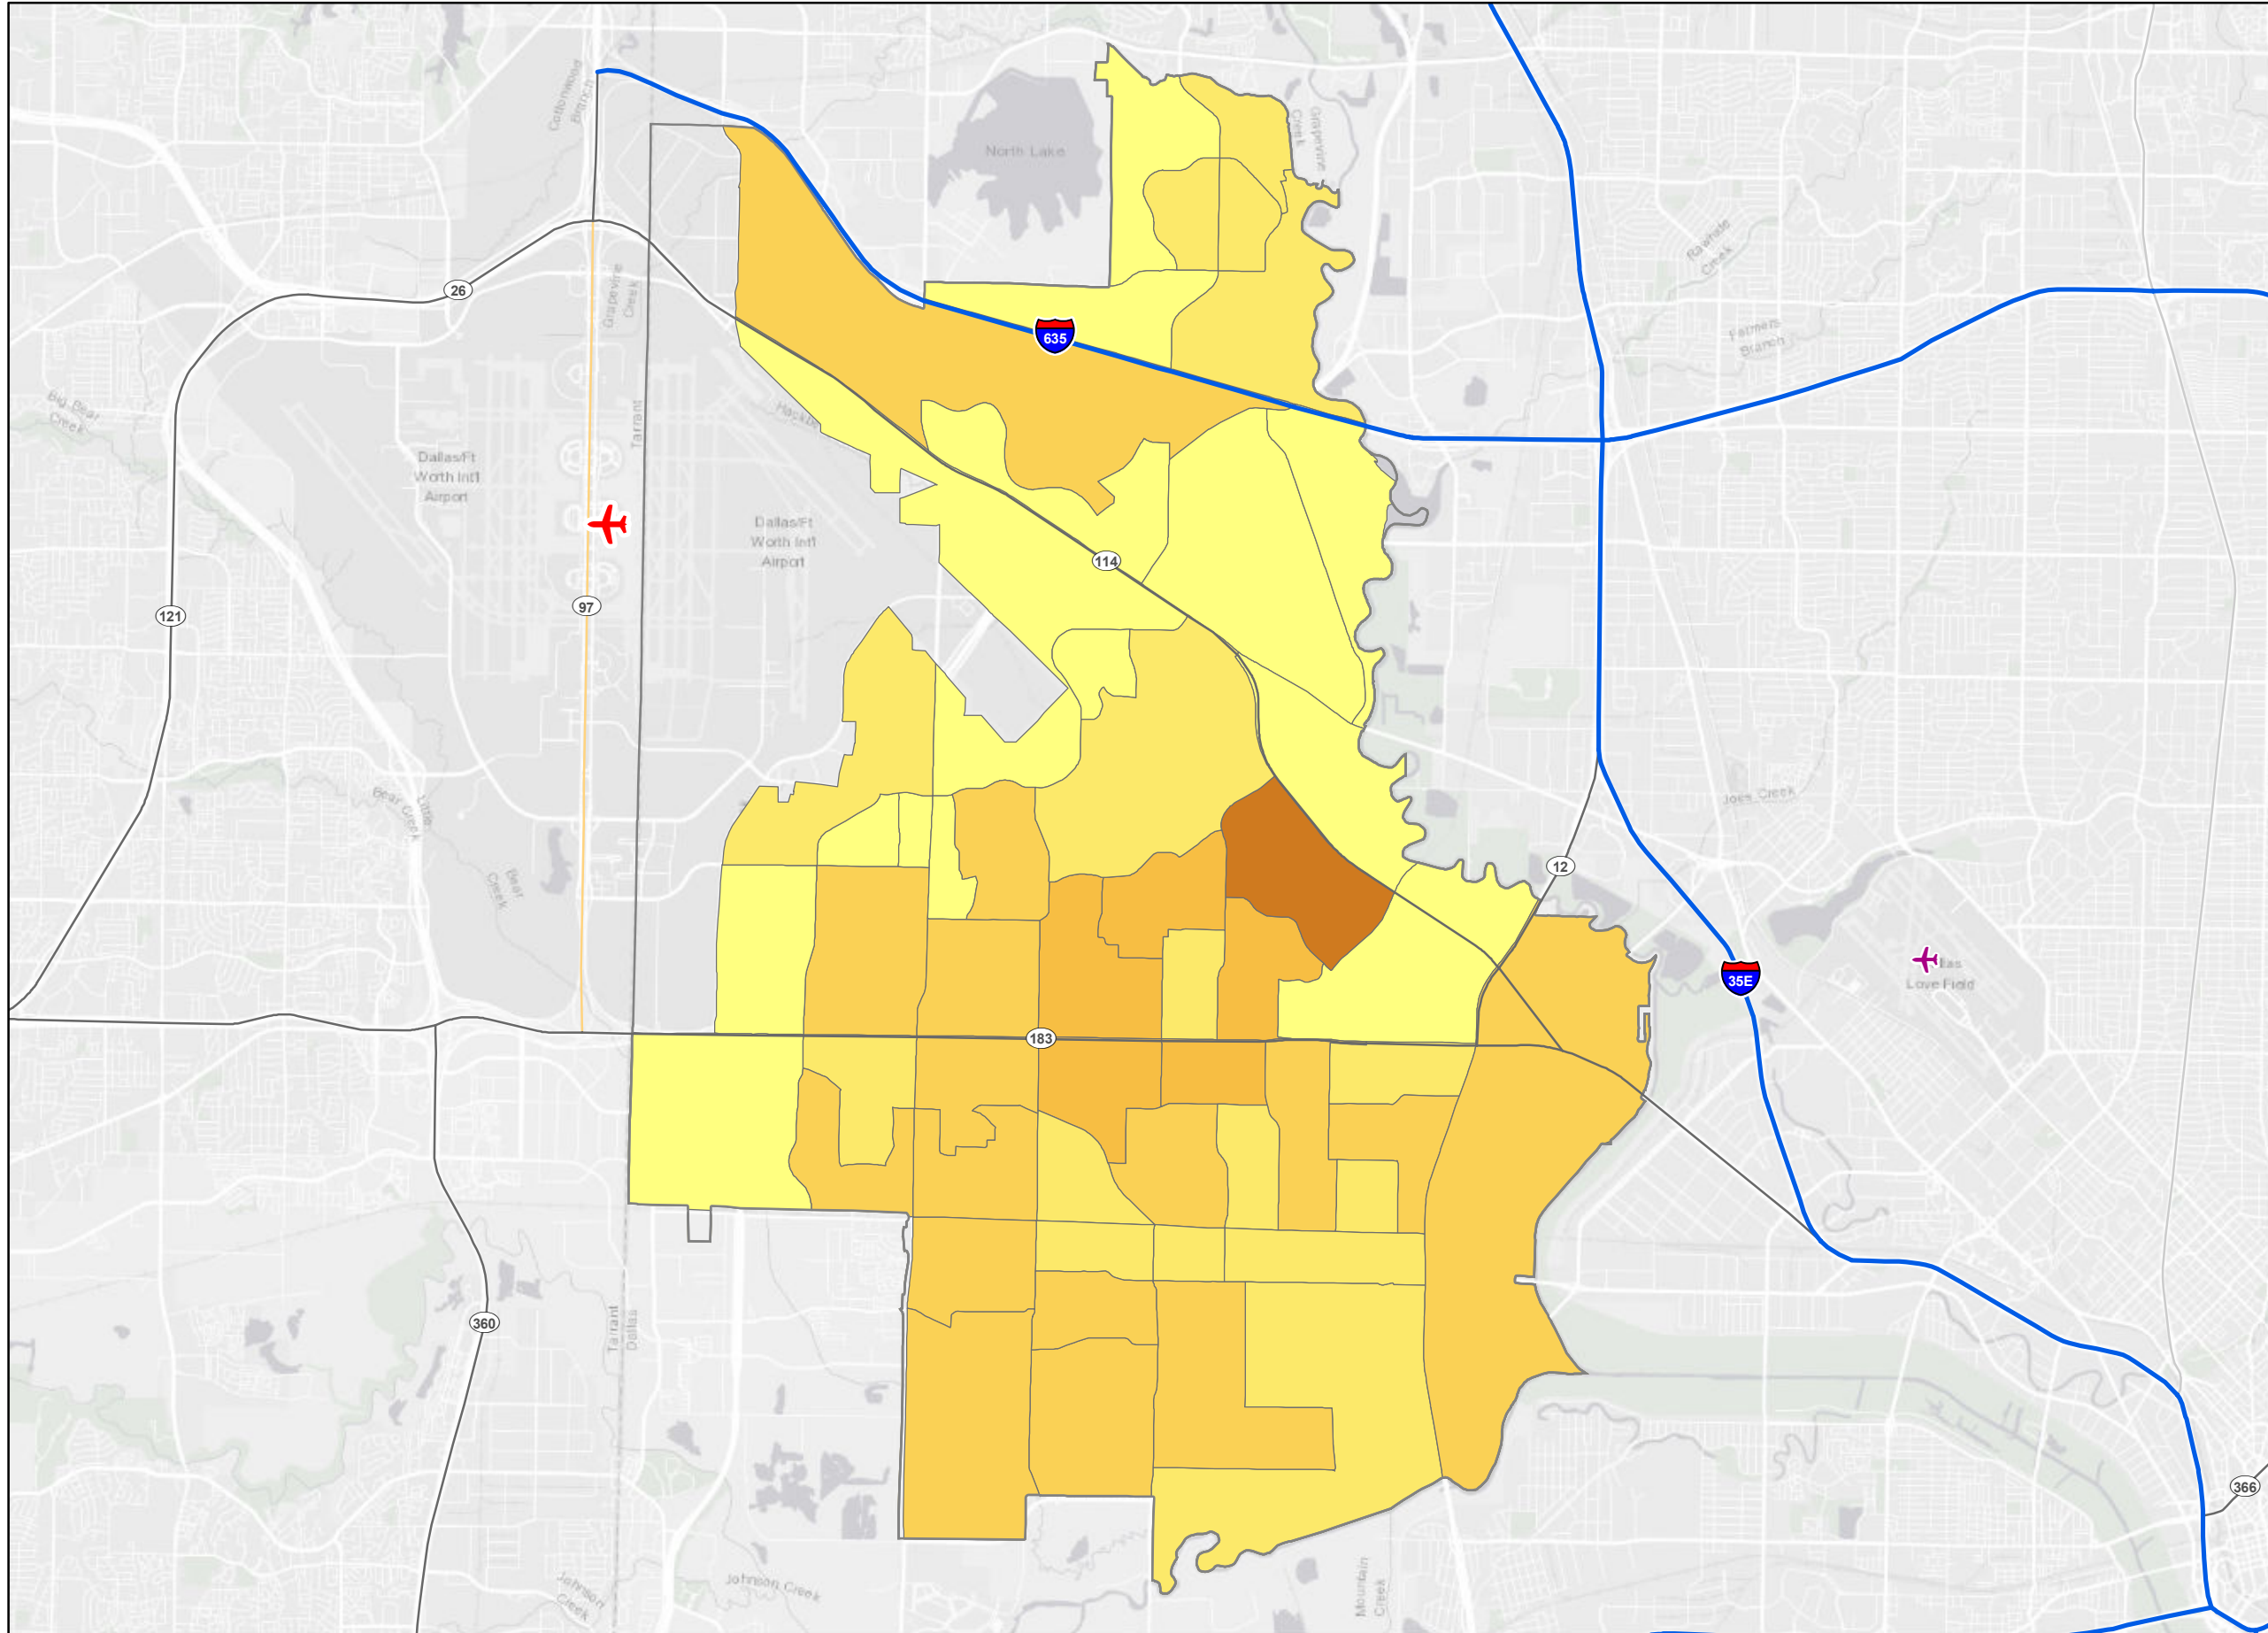 Cottonwood
Branch
North Lake
Grapevine
Creek
Rawhide
Creek
26
Grapevine
Creek
635
Farmers
Branch
Big Bear
Creek
Tarrant
Dallas/Ft
Worth Int'l
Airport
Dallas/Ft
Worth Int'l
Airport
114
97
121
Little
Bear Creek
Joes Creek
12
Bear
Creek
Love Field
35E
183
Tarrant
Dallas
360
366
Johnson
Creek
Johnson Creek
Mountain
Creek